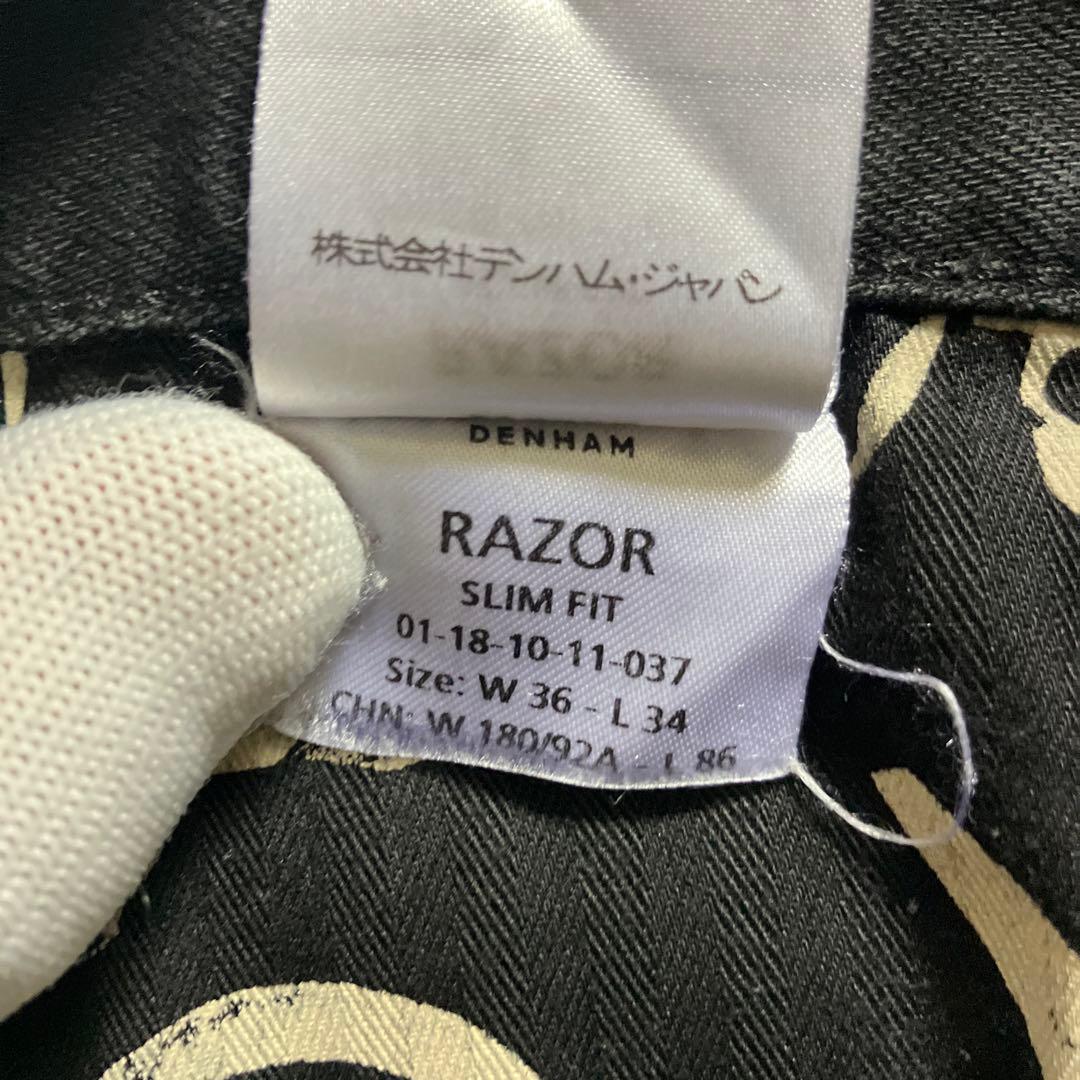 株式会社デンハム・ジャパン
DENHAM
RAZOR
SLIM FIT
01-18-10-11-037
Size: W 36 - L 34
CHN: W 180/92A - L 86